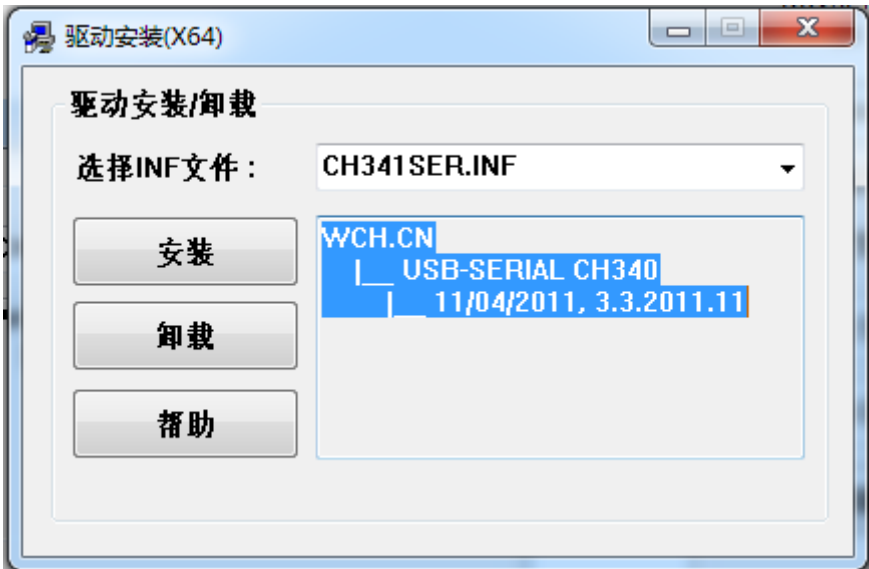 驱动安装(X64)
驱动安装/卸载
选择INF文件：
CH341SER.INF
安装
卸载
帮助
WCH.CN
|__ USB-SERIAL CH340
|__ 11/04/2011, 3.3.2011.11